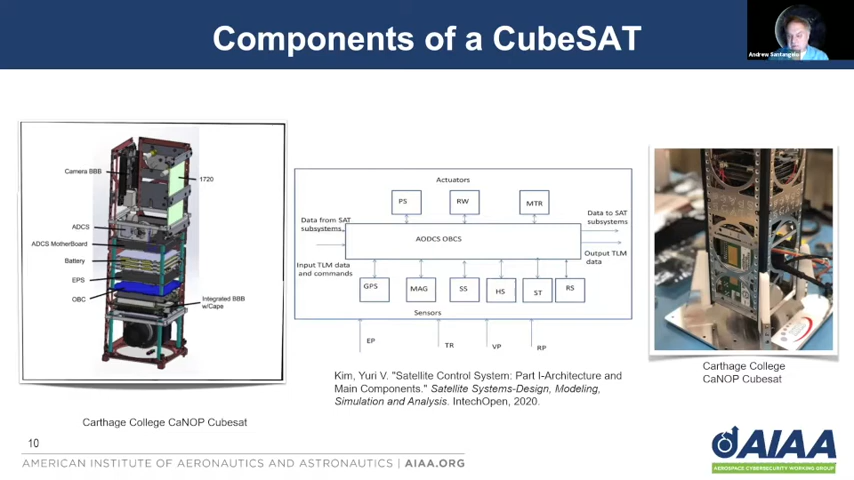 Components of a CubeSAT
Andrew Santangelo
Camera BBB
1720
ADCS
ADCS MotherBoard
Battery
EPS
OBC
Integrated BBB
w/Cape
Carthage College CaNOP Cubesat
Actuators
PS
RW
MTR
Data from SAT
subsystems
AODCS OBCS
Data to SAT
subsystems
Input TLM data
and commands
Output TLM
data
GPS
MAG
SS
HS
ST
RS
Sensors
EP
TR
VP
RP
Kim, Yuri V. "Satellite Control System: Part I-Architecture and
Main Components." Satellite Systems-Design, Modeling,
Simulation and Analysis. IntechOpen, 2020.
Carthage College
CaNOP Cubesat
10
AMERICAN INSTITUTE OF AERONAUTICS AND ASTRONAUTICS | AIAA.ORG
AIAA
AEROSPACE CYBERSECURITY WORKING GROUP